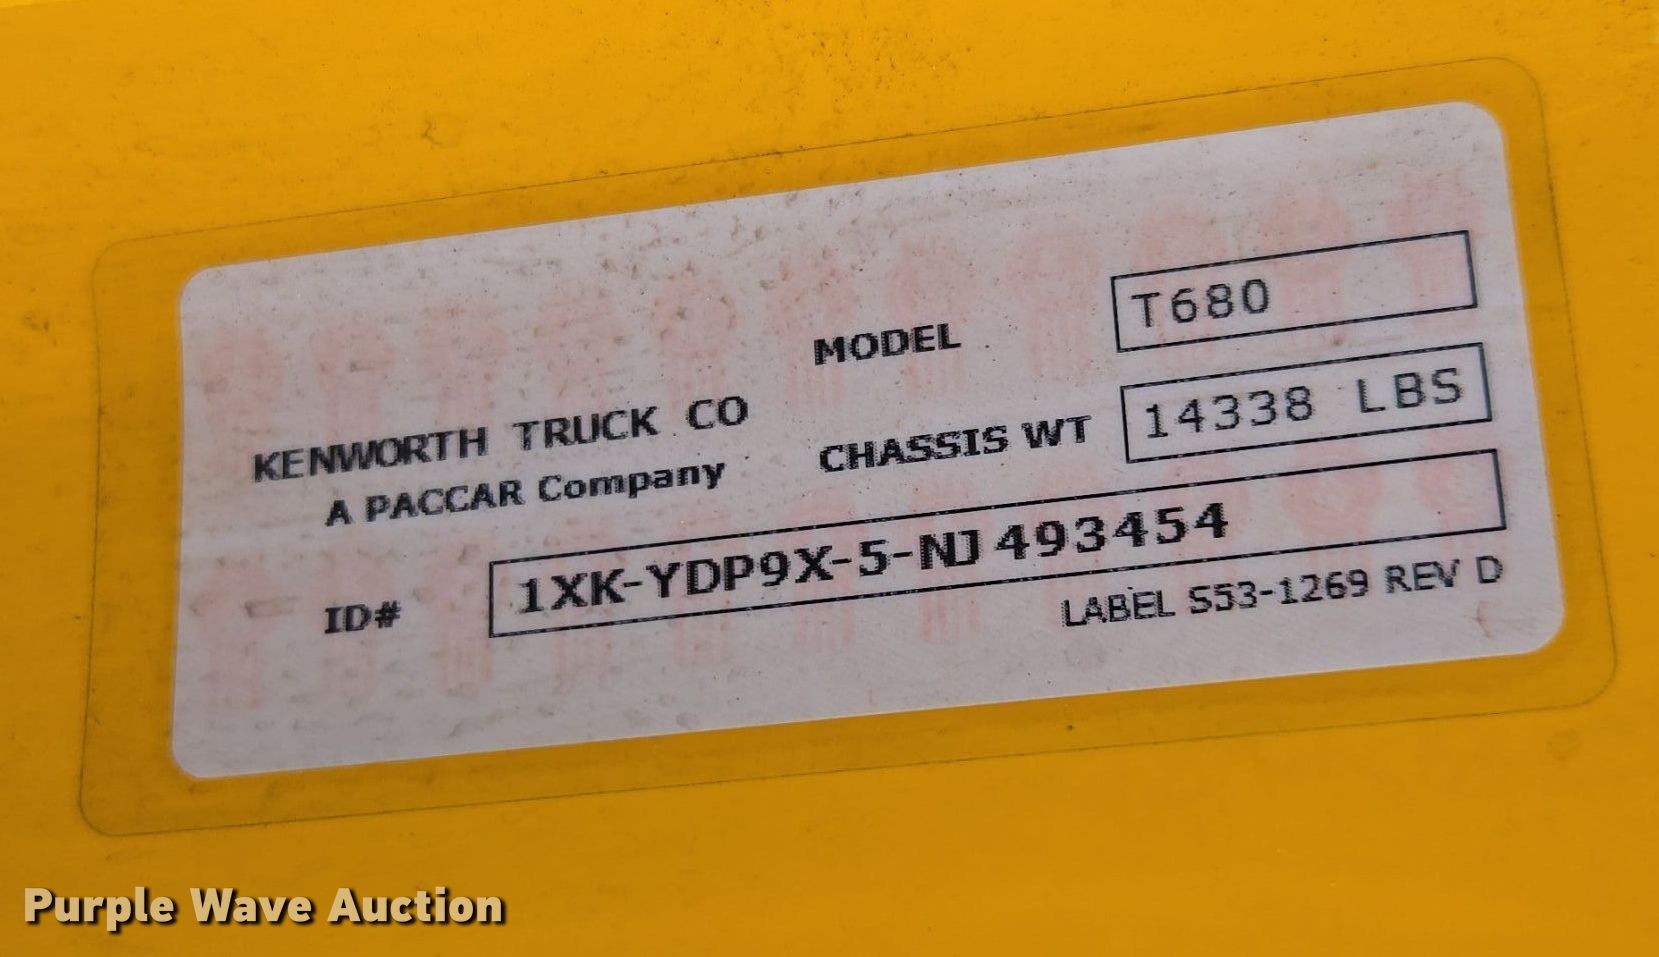 MODEL T680
KENWORTH TRUCK CO
A PACCAR Company
CHASSIS WT 14338 LBS
ID# 1XK-YDP9X-5-NJ493454
LABEL S53-1269 REV D
Purple Wave Auction